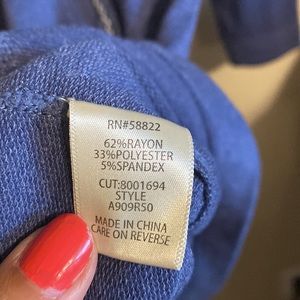 RN#58822
62%RAYON
33%POLYESTER
5%SPANDEX
CUT:8001694
STYLE
A909R50
MADE IN CHINA
CARE ON REVERSE